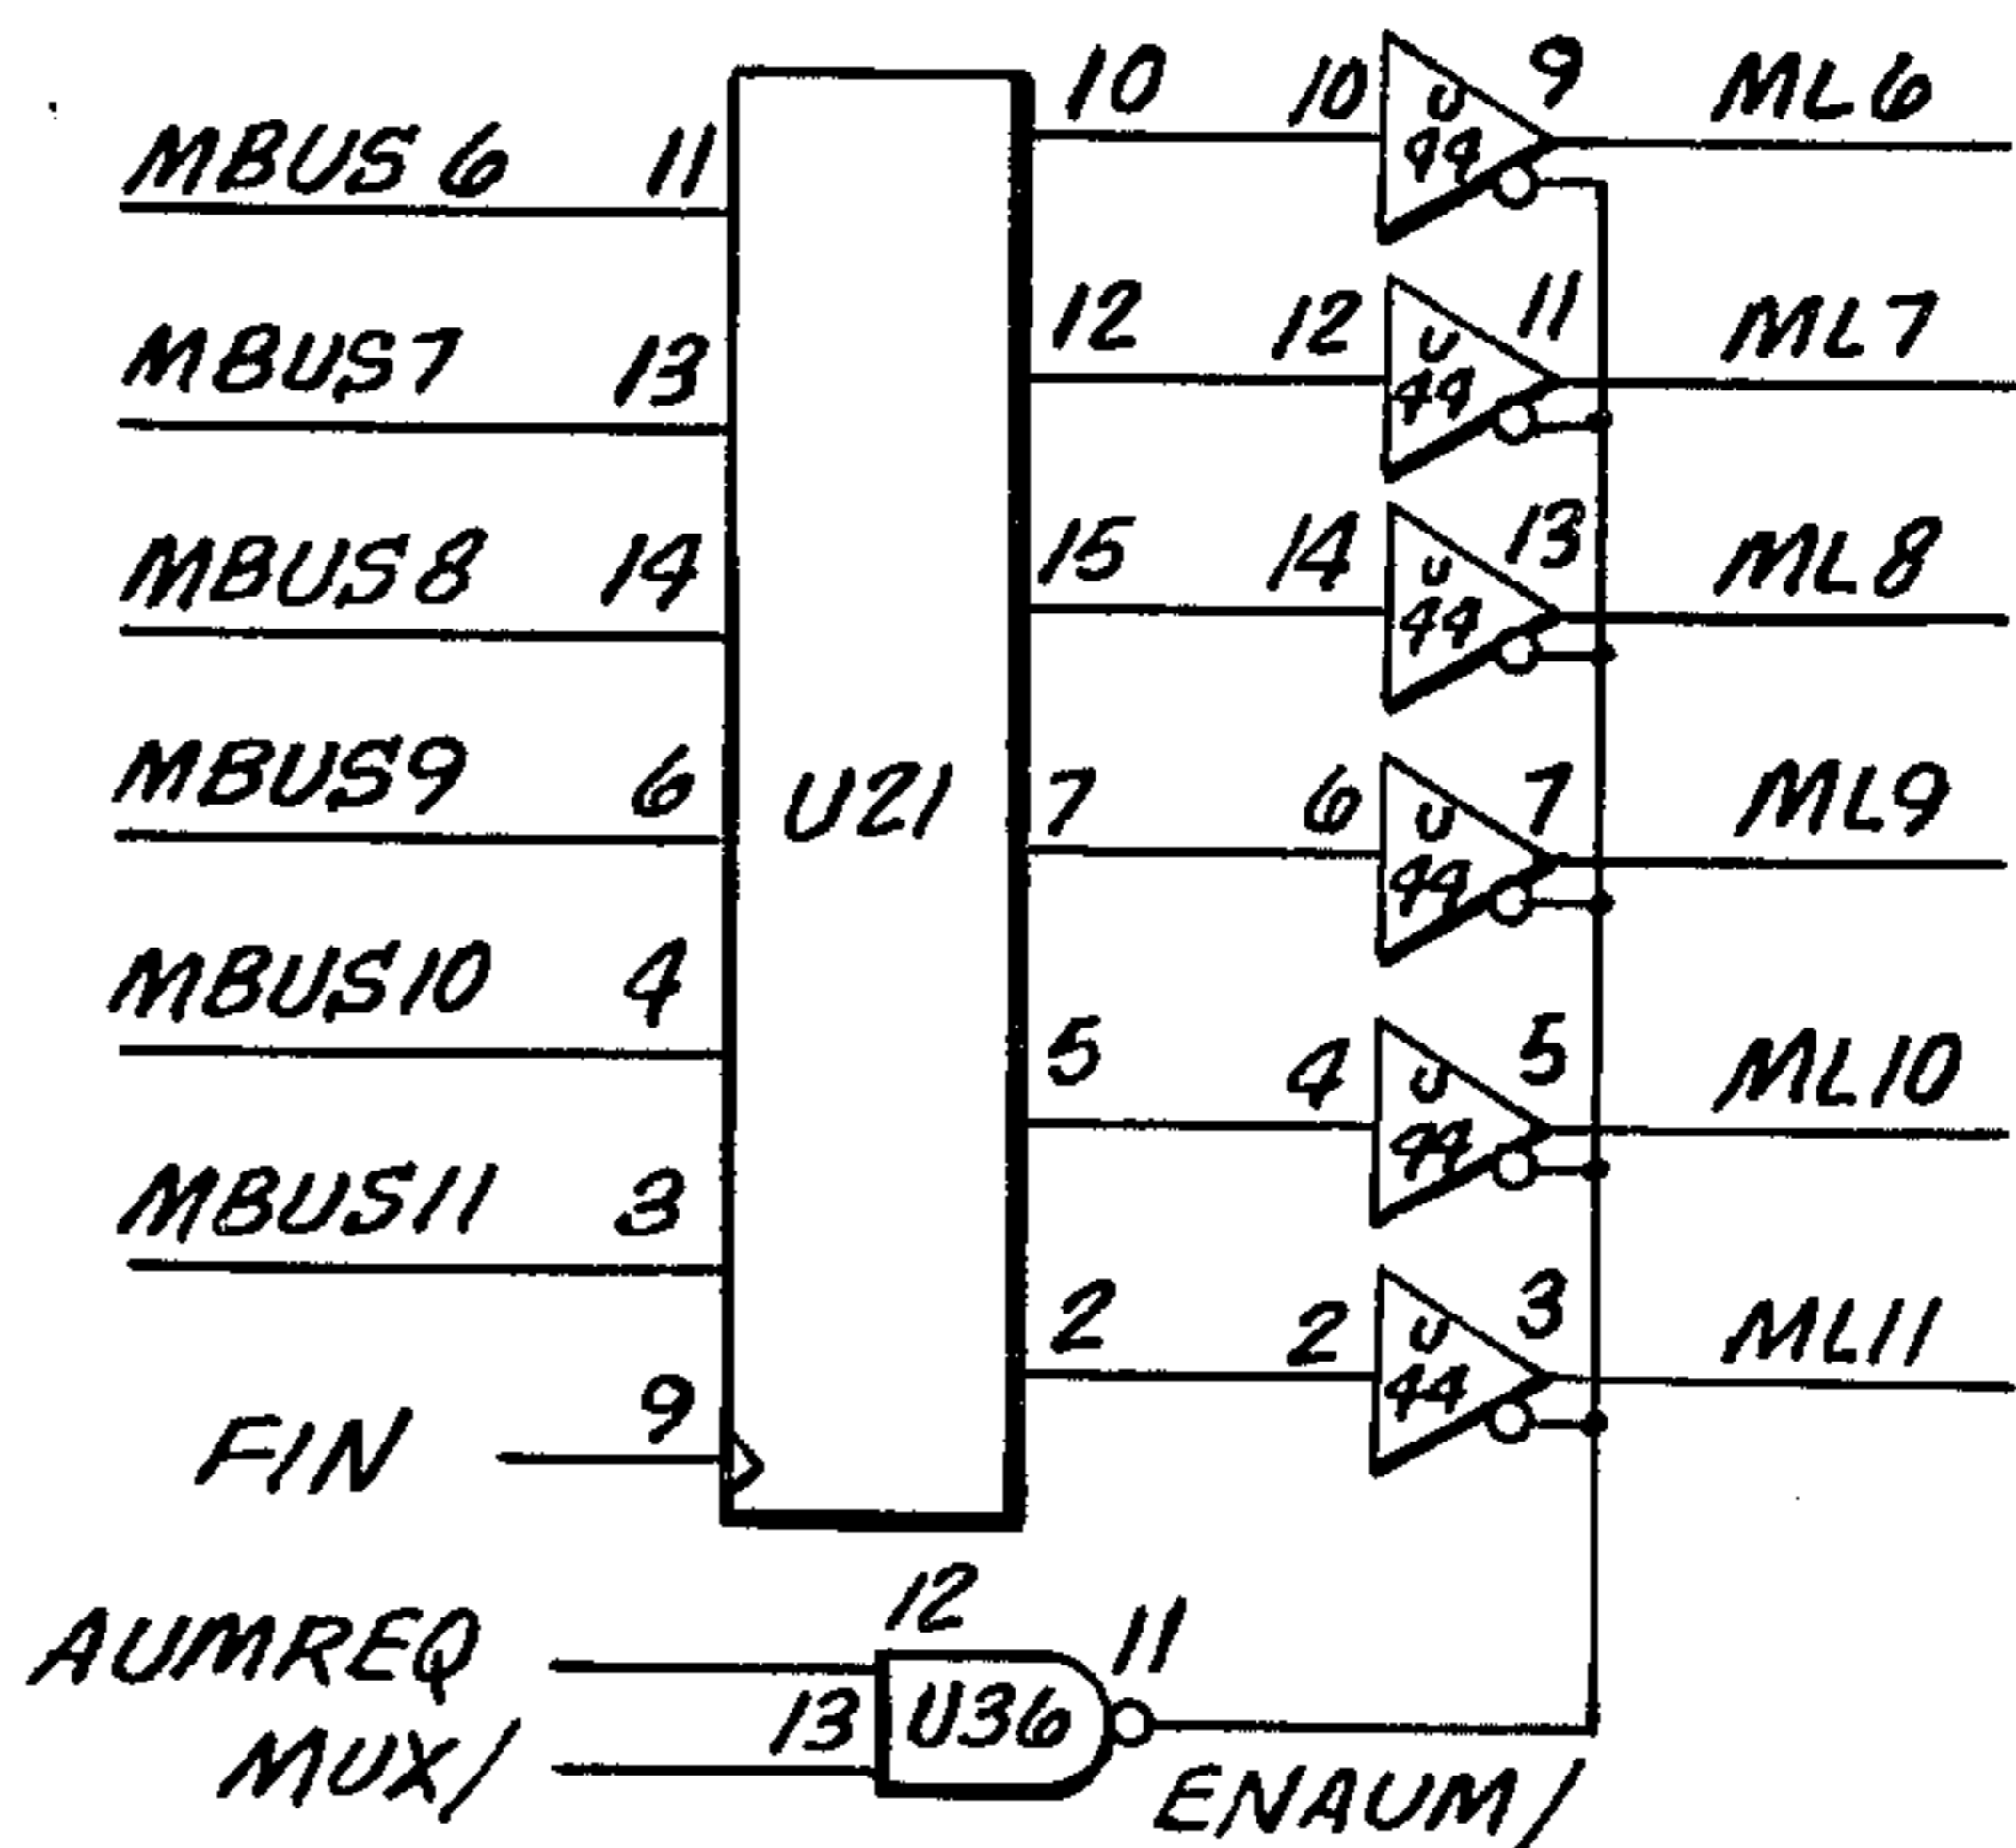 10 10 U 44 9 ML6
MBUS 6 11
12 12 U 44 11 ML7
MBUS7 13
15 14 U 44 13 ML8
MBUS8 14
MBUS9 6 U21 7 6 U 44 7 ML9
MBUS10 4
5 4 U 44 5 ML10
MBUS11 3
2 2 U 44 3 ML11
FIN 9
AUMREQ 12 11
MUX/ 13 U36
ENAUM/